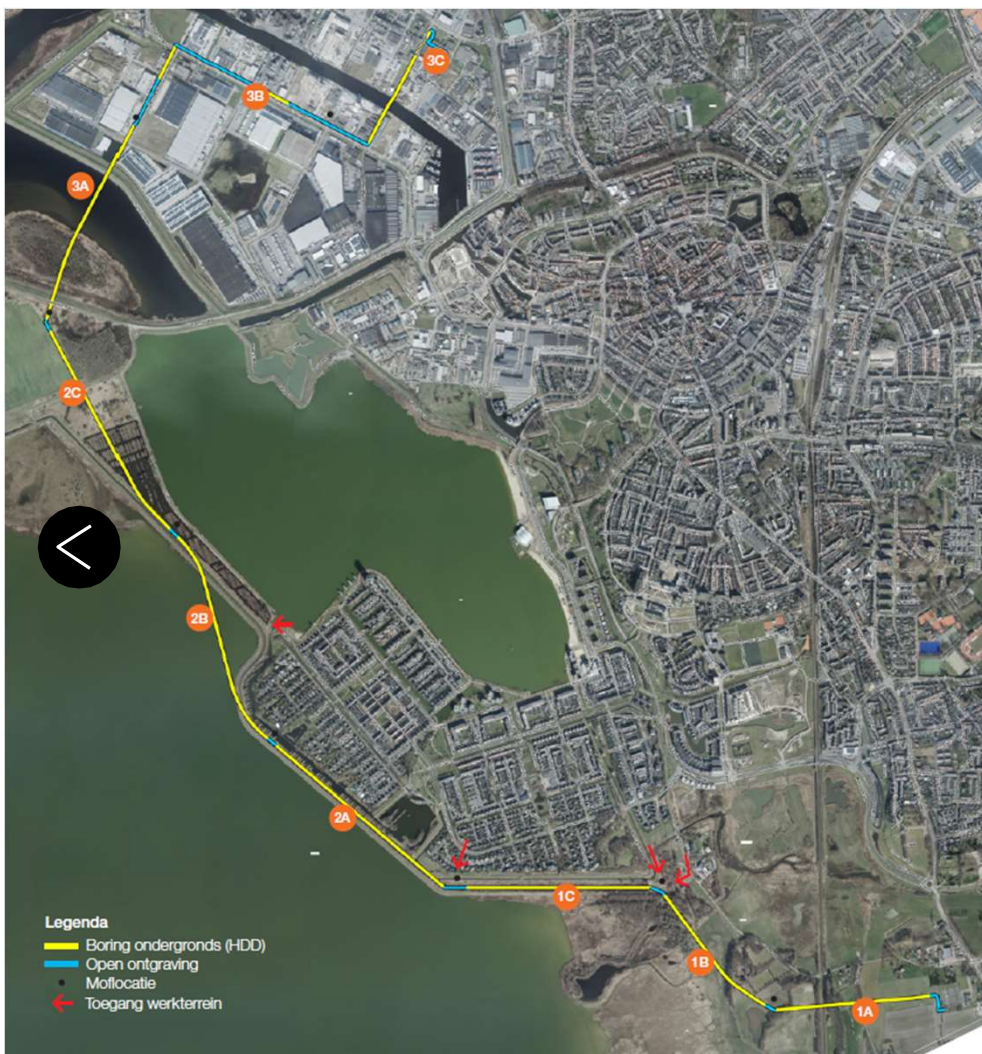 3C
3B
3A
2C
2B
2A
1C
1B
1A
Legenda
Boring ondergronds (HDD)
Open ontgraving
Moflocatie
Toegang werkterrein